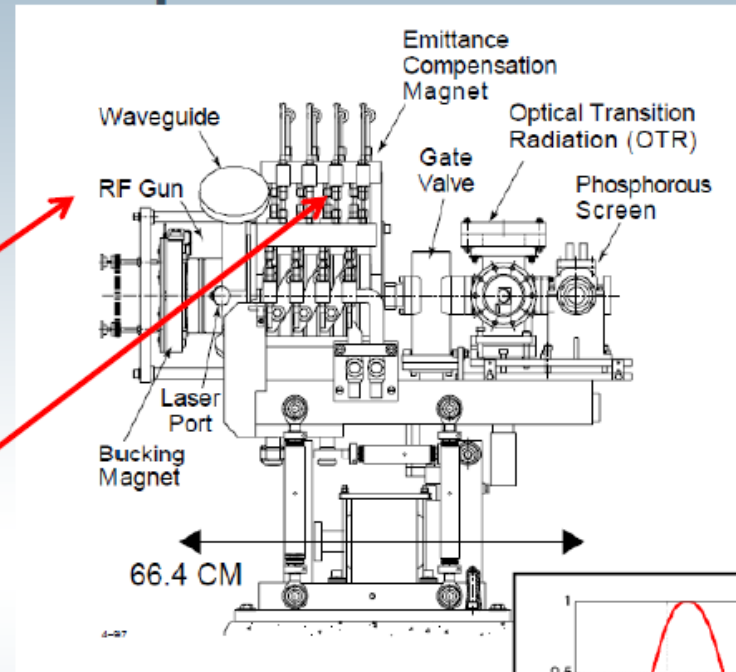 Emittance
Compensation
Magnet
Waveguide
Optical Transition
Radiation (OTR)
Gate
Valve
RF Gun
Phosphorous
Screen
Laser
Port
Bucking
Magnet
66.4 CM
4-97
1
0.5